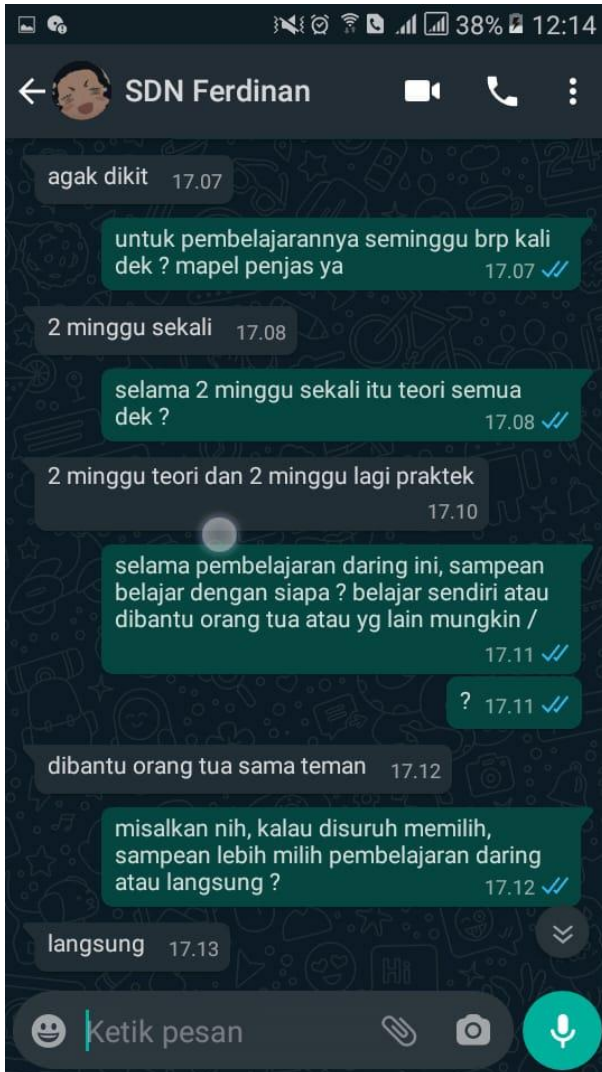 38% 12:14
SDN Ferdinan
agak dikit 17.07
untuk pembelajarannya seminggu brp kali
dek ? mapel penjas ya 17.07
2 minggu sekali 17.08
selama 2 minggu sekali itu teori semua
dek ? 17.08
2 minggu teori dan 2 minggu lagi praktek
17.10
selama pembelajaran daring ini, sampean
belajar dengan siapa ? belajar sendiri atau
dibantu orang tua atau yg lain mungkin /
17.11
? 17.11
dibantu orang tua sama teman 17.12
misalkan nih, kalau disuruh memilih,
sampean lebih milih pembelajaran daring
atau langsung ? 17.12
langsung 17.13
Ketik pesan